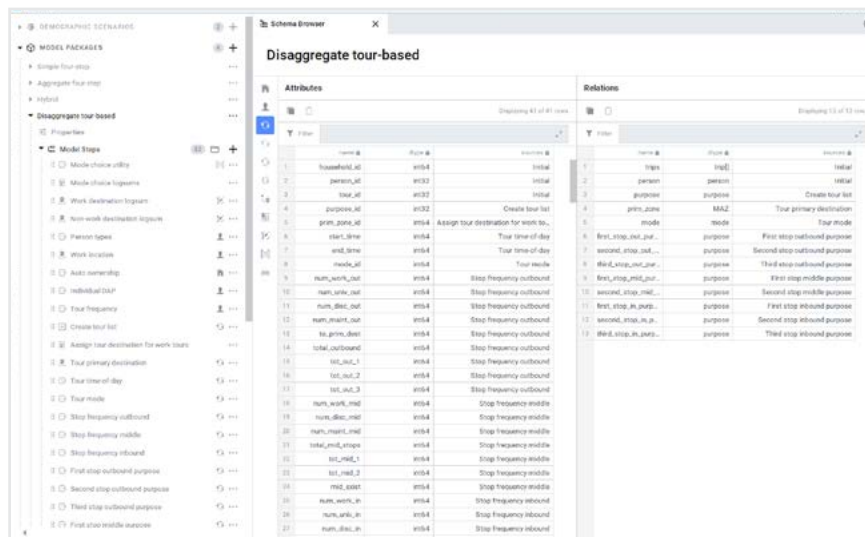 DEMOGRAPHIC SCENARIOS
MODEL PACKAGES
Simple four-step
Aggregate four-step
Hybrid
Disaggregate tour-based
Properties
Model Steps
Mode choice utility
Mode choice logsums
Work destination logsum
Non-work destination logsum
Person types
Work location
Auto ownership
Individual DAP
Tour frequency
Create tour list
Assign tour destination for work tours
Tour primary destination
Tour time-of-day
Tour mode
Stop frequency outbound
Stop frequency middle
Stop frequency inbound
First stop outbound purpose
Second stop outbound purpose
Third stop outbound purpose
First stop middle purpose
Schema Browser X
Disaggregate tour-based
Attributes
Displaying 41 of 41 rows
Filter
name dtype sources
1 household_id int64 Initial
2 person_id int32 Initial
3 tour_id int32 Initial
4 purpose_id int32 Create tour list
5 prim_zone_id int64 Assign tour destination for work to...
6 start_time int64 Tour time-of-day
7 end_time int64 Tour time-of-day
8 mode_id int64 Tour mode
9 num_work_out int64 Stop frequency outbound
10 num_univ_out int64 Stop frequency outbound
11 num_disc_out int64 Stop frequency outbound
12 num_maint_out int64 Stop frequency outbound
13 to_prim_dest int64 Stop frequency outbound
14 total_outbound int64 Stop frequency outbound
15 tot_out_1 int64 Stop frequency outbound
16 tot_out_2 int64 Stop frequency outbound
17 tot_out_3 int64 Stop frequency outbound
18 num_work_mid int64 Stop frequency middle
19 num_disc_mid int64 Stop frequency middle
20 num_maint_mid int64 Stop frequency middle
21 total_mid_stops int64 Stop frequency middle
22 tot_mid_1 int64 Stop frequency middle
23 tot_mid_2 int64 Stop frequency middle
24 mid_exist int64 Stop frequency middle
25 num_work_in int64 Stop frequency inbound
26 num_univ_in int64 Stop frequency inbound
27 num_disc_in int64 Stop frequency inbound
Relations
Displaying 13 of 13 rows
Filter
name dtype sources
1 trips trip[] Initial
2 person person Initial
3 purpose purpose Create tour list
4 prim_zone MAZ Tour primary destination
5 mode mode Tour mode
6 first_stop_out_pur... purpose First stop outbound purpose
7 second_stop_out_... purpose Second stop outbound purpose
8 third_stop_out_pur... purpose Third stop outbound purpose
9 first_stop_mid_pur... purpose First stop middle purpose
10 second_stop_mid_... purpose Second stop middle purpose
11 first_stop_in_purp... purpose First stop inbound purpose
12 second_stop_in_p... purpose Second stop inbound purpose
13 third_stop_in_purp... purpose Third stop inbound purpose